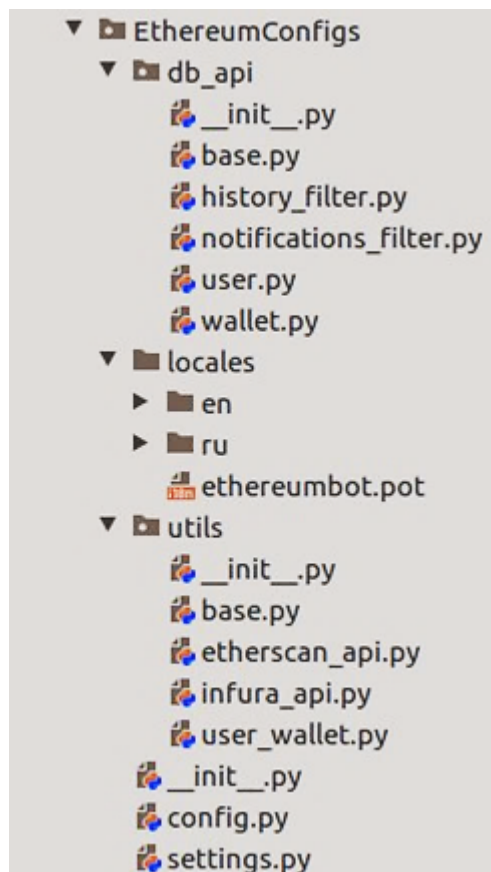 EthereumConfigs
db_api
__init__.py
base.py
history_filter.py
notifications_filter.py
user.py
wallet.py
locales
en
ru
ethereumbot.pot
utils
__init__.py
base.py
etherscan_api.py
infura_api.py
user_wallet.py
__init__.py
config.py
settings.py